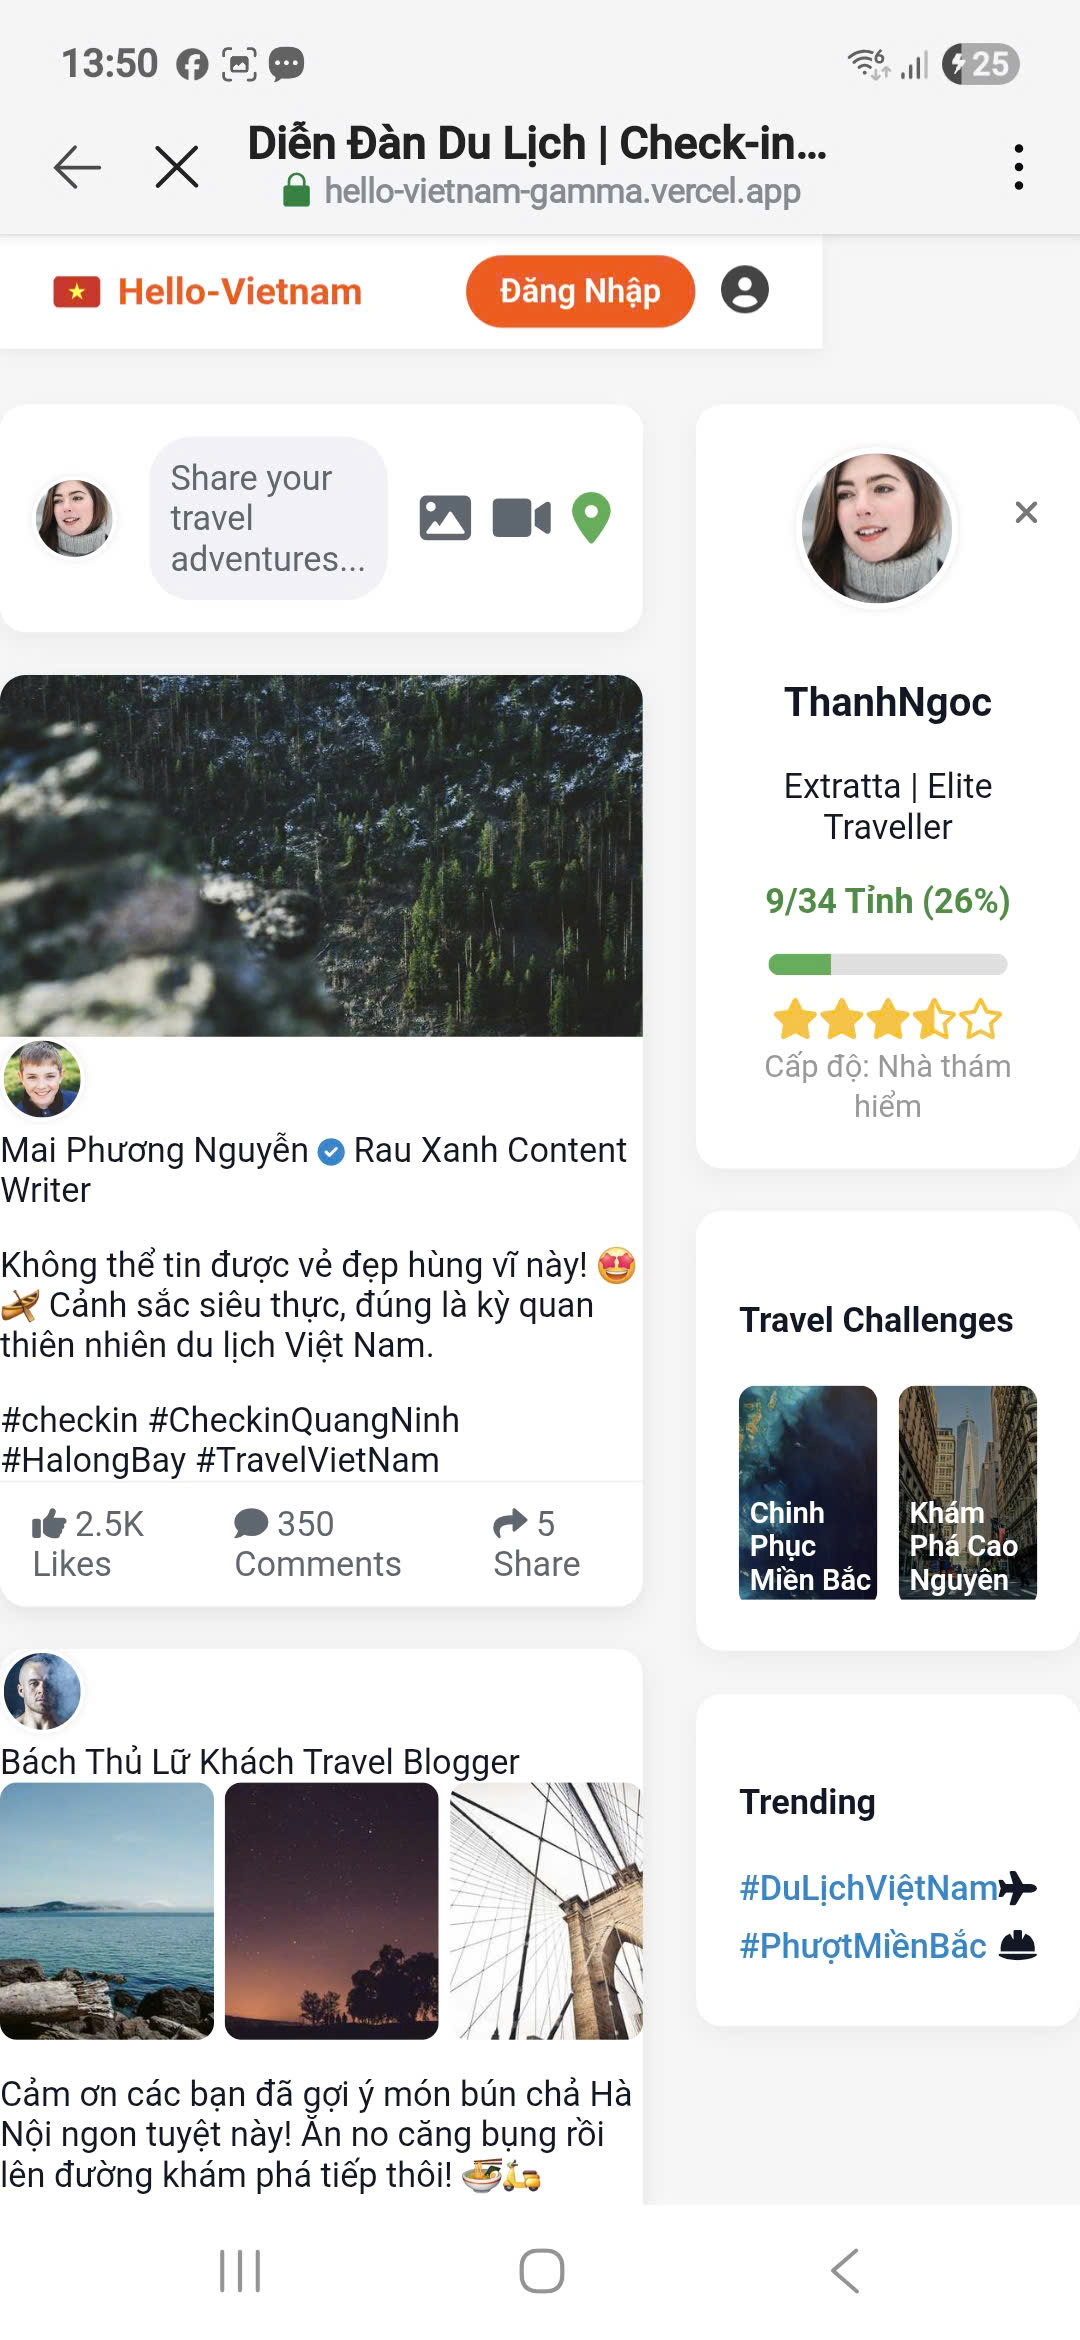 13:50
6
25
Diễn Đàn Du Lịch | Check-in...
hello-vietnam-gamma.vercel.app
Hello-Vietnam
Đăng Nhập
Share your
travel
adventures...
Mai Phương Nguyễn Rau Xanh Content
Writer
Không thể tin được vẻ đẹp hùng vĩ này! 🤩
🛶 Cảnh sắc siêu thực, đúng là kỳ quan
thiên nhiên du lịch Việt Nam.
#checkin #CheckinQuangNinh
#HalongBay #TravelVietNam
2.5K
Likes
350
Comments
5
Share
Bách Thủ Lữ Khách Travel Blogger
Cảm ơn các bạn đã gợi ý món bún chả Hà
Nội ngon tuyệt này! Ăn no căng bụng rồi
lên đường khám phá tiếp thôi! 🍜🛵
ThanhNgoc
Extratta | Elite
Traveller
9/34 Tỉnh (26%)
Cấp độ: Nhà thám
hiểm
Travel Challenges
Chinh
Phục
Miền Bắc
Khám
Phá Cao
Nguyên
Trending
#DuLịchViệtNam
#PhượtMiềnBắc